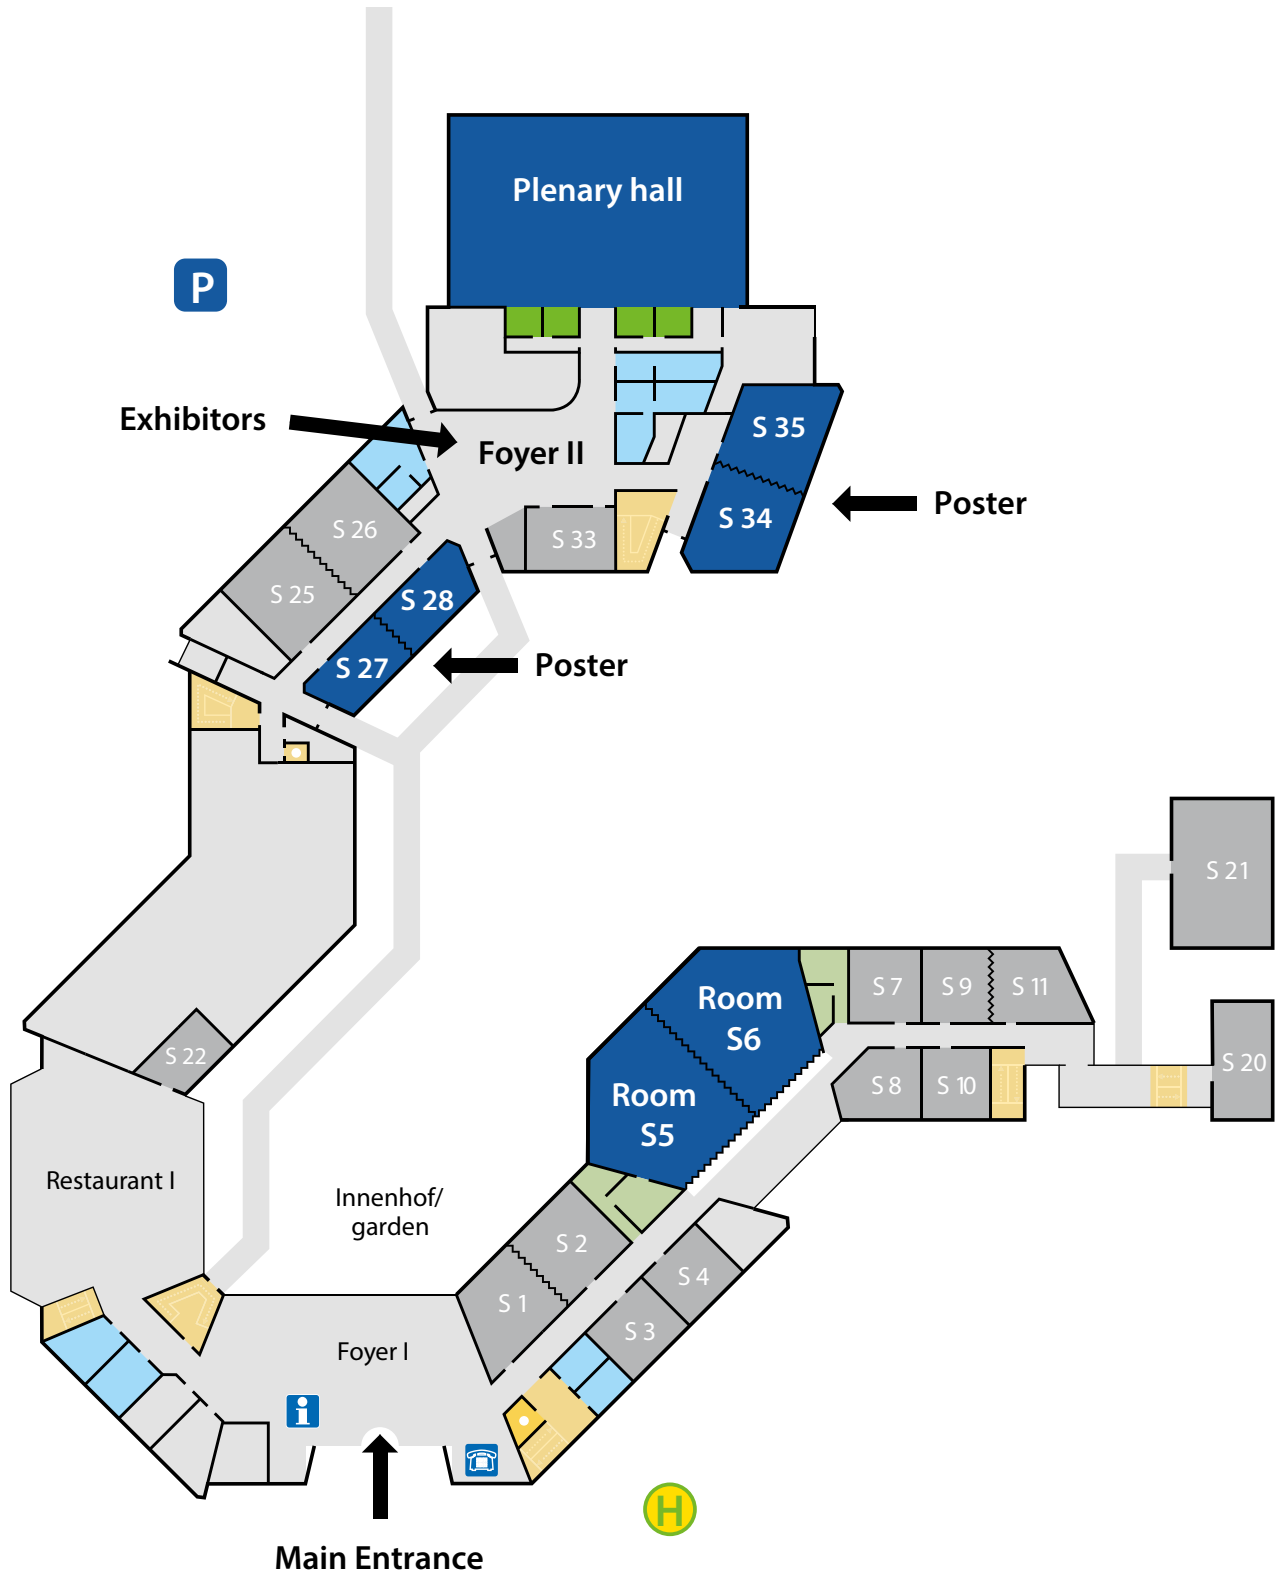 Plenary hall
P
Exhibitors
Foyer II
S 35
S 34
Poster
S 26
S 33
S 25
S 28
S 27
Poster
S 21
S 7
S 9
S 11
Room
S6
S 22
S 20
S 8
S 10
Room
S5
Restaurant I
Innenhof/
garden
S 2
S 4
S 1
S 3
Foyer I
i
H
Main Entrance